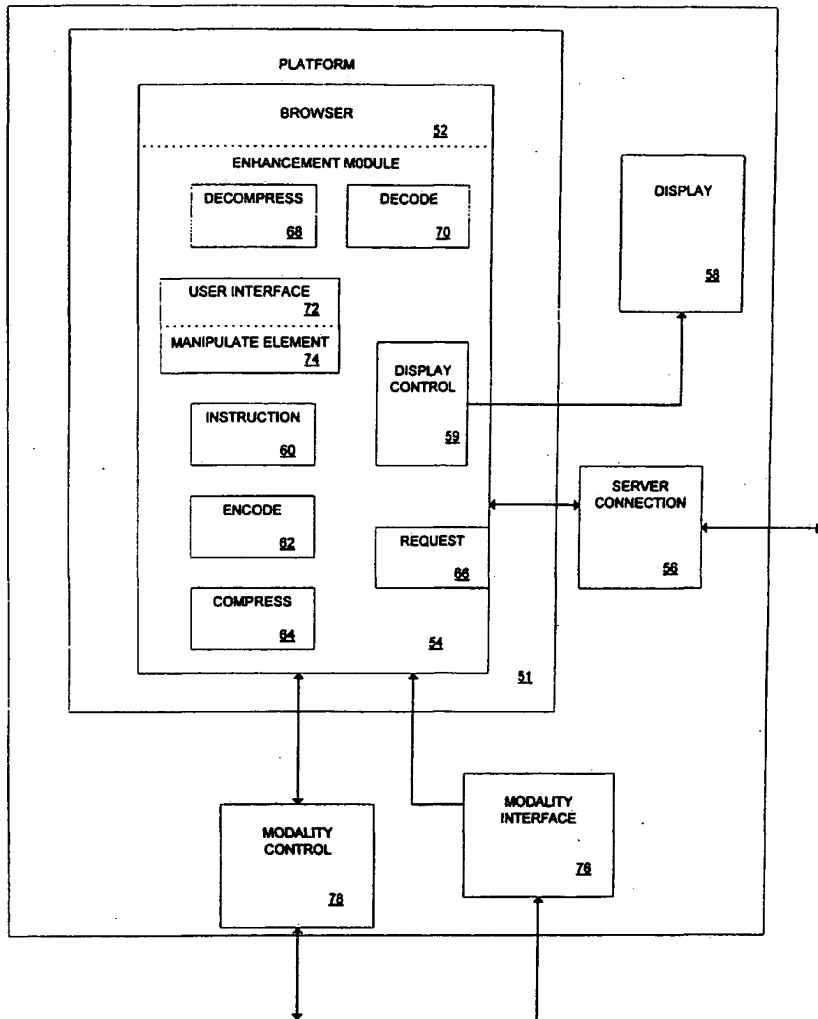 PLATFORM
BROWSER
52
ENHANCEMENT MODULE
DECOMPRESS
68
DECODE
70
DISPLAY
58
USER INTERFACE
72
MANIPULATE ELEMENT
74
DISPLAY
CONTROL
59
INSTRUCTION
60
SERVER
CONNECTION
56
ENCODE
62
REQUEST
66
COMPRESS
64
54
51
MODALITY
INTERFACE
76
MODALITY
CONTROL
78